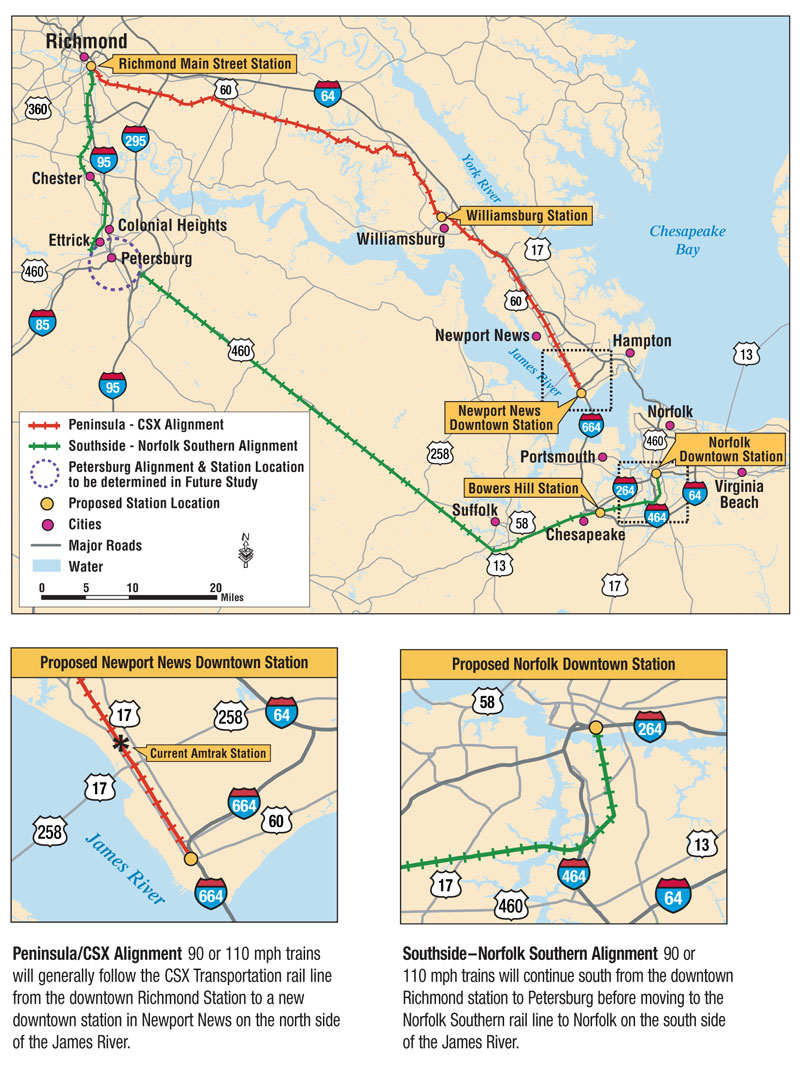 Richmond
Richmond Main Street Station
60
64
360
295
95
Chester
York River
Williamsburg Station
Colonial Heights
Williamsburg
Chesapeake
Bay
Ettrick
17
Petersburg
460
60
85
Newport News
Hampton
460
James River
13
95
Newport News
Downtown Station
Norfolk
664
460
Norfolk
Downtown Station
258
Portsmouth
Bowers Hill Station
264
64
Virginia
Beach
Suffolk
58
464
Chesapeake
13
17
Peninsula - CSX Alignment
Southside - Norfolk Southern Alignment
Petersburg Alignment & Station Location
to be determined in Future Study
Proposed Station Location
Cities
Major Roads
N
Water
0 5 10 20
Miles
Proposed Newport News Downtown Station
17
258
64
Current Amtrak Station
17
664
60
258
James River
664
Proposed Norfolk Downtown Station
58
264
13
17
464
64
460
Peninsula/CSX Alignment 90 or 110 mph trains
will generally follow the CSX Transportation rail line
from the downtown Richmond Station to a new
downtown station in Newport News on the north side
of the James River.
Southside–Norfolk Southern Alignment 90 or
110 mph trains will continue south from the downtown
Richmond station to Petersburg before moving to the
Norfolk Southern rail line to Norfolk on the south side
of the James River.